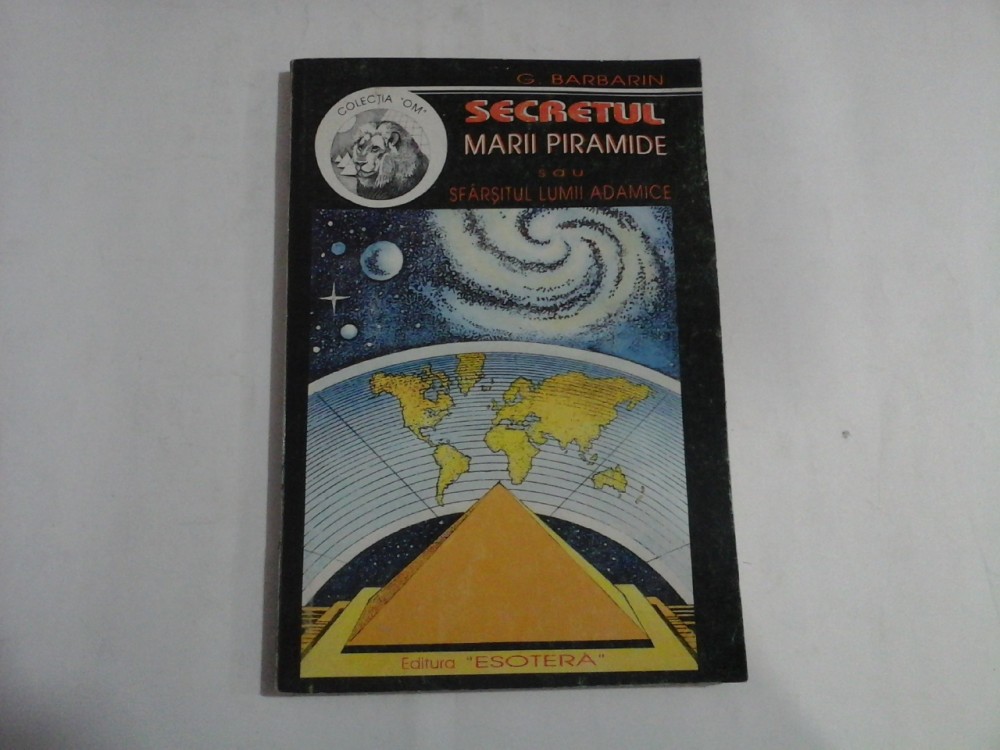 G. BARBARIN
COLECȚIA "OM"
SECRETUL
MARII PIRAMIDE
sau
SFÂRȘITUL LUMII ADAMICE
Editura "ESOTERA"